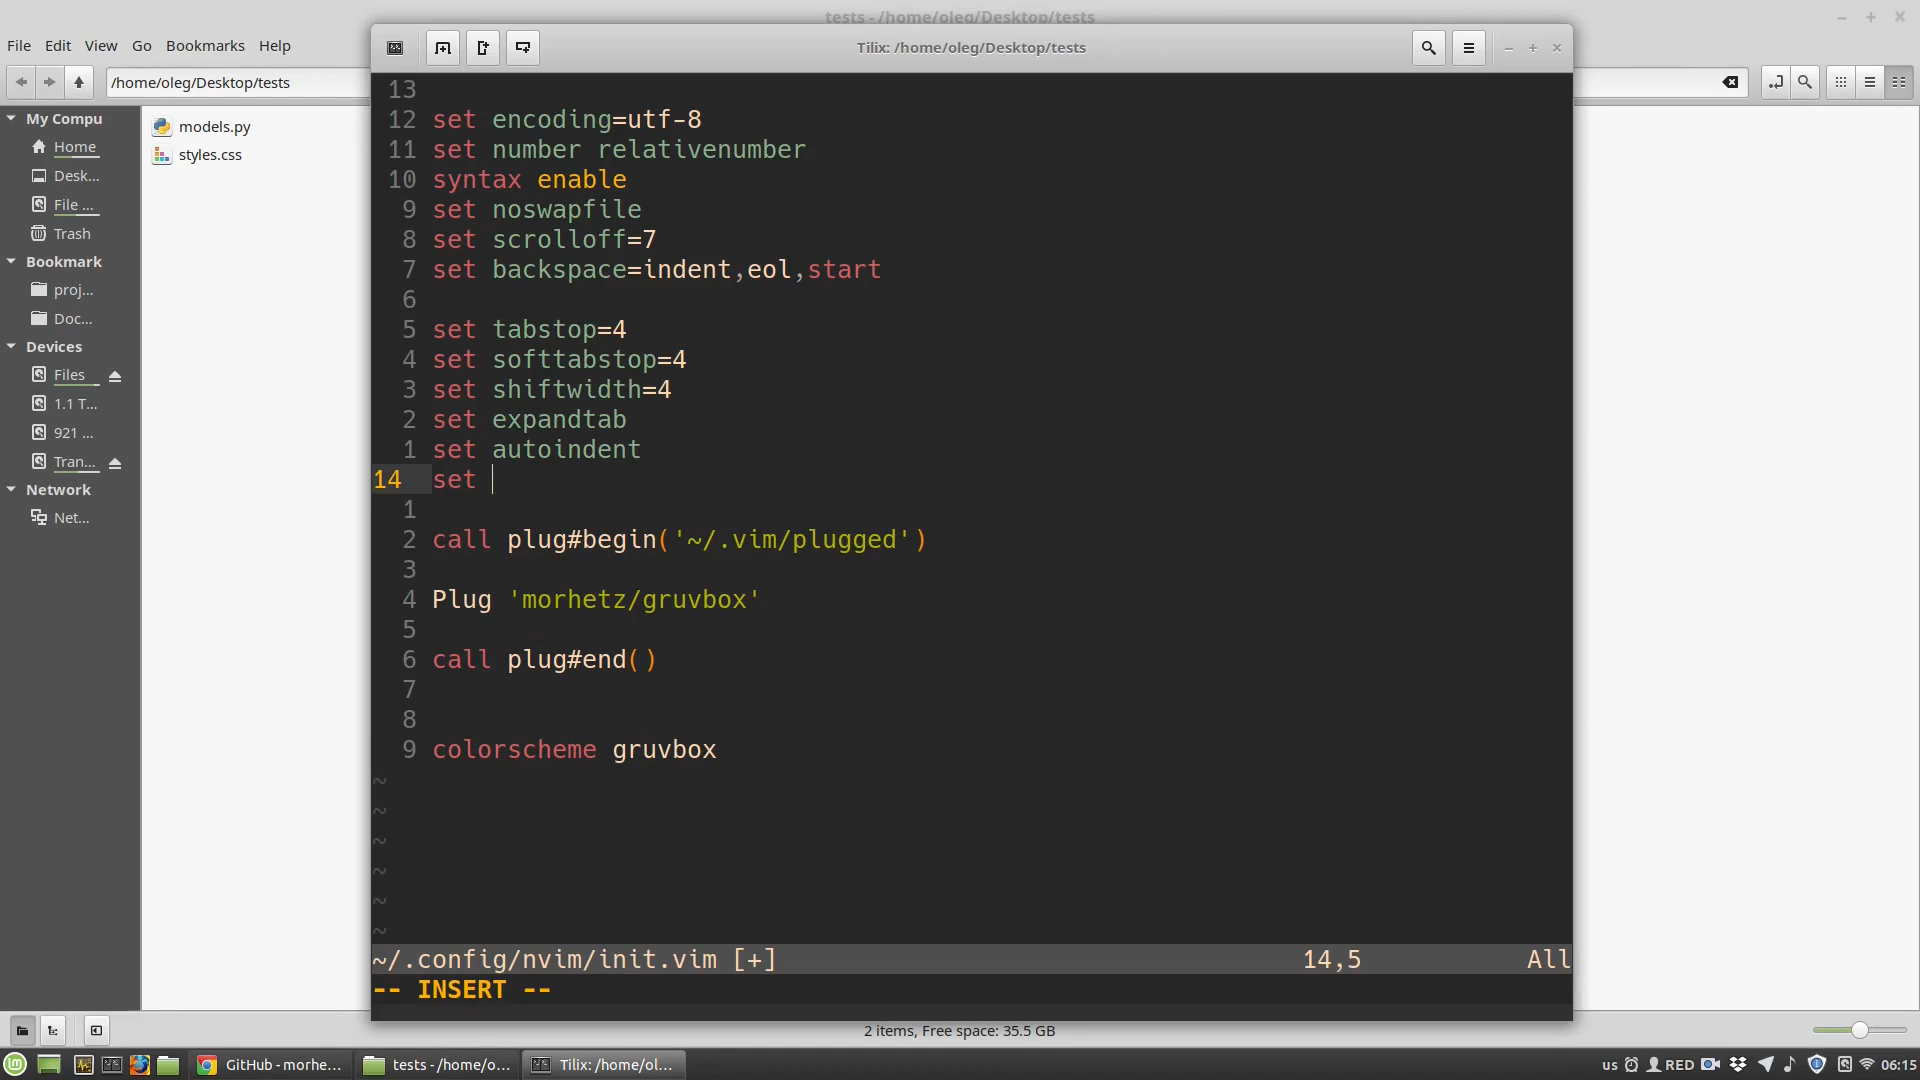 tests - /home/oleg/Desktop/tests
File Edit View Go Bookmarks Help
/home/oleg/Desktop/tests
My Compu
Home
Desk...
File ...
Trash
Bookmark
proj...
Doc...
Devices
Files
1.1 T...
921 ...
Tran...
Network
Net...
models.py
styles.css
Tilix: /home/oleg/Desktop/tests
13
12 set encoding=utf-8
11 set number relativenumber
10 syntax enable
9 set noswapfile
8 set scrolloff=7
7 set backspace=indent,eol,start
6
5 set tabstop=4
4 set softtabstop=4
3 set shiftwidth=4
2 set expandtab
1 set autoindent
14 set
1
2 call plug#begin('~/.vim/plugged')
3
4 Plug 'morhetz/gruvbox'
5
6 call plug#end()
7
8
9 colorscheme gruvbox
~
~
~
~
~
~
~/.config/nvim/init.vim [+] 14,5 All
-- INSERT --
2 items, Free space: 35.5 GB
GitHub - morhe... tests - /home/o... Tilix: /home/ol... us RED 06:15